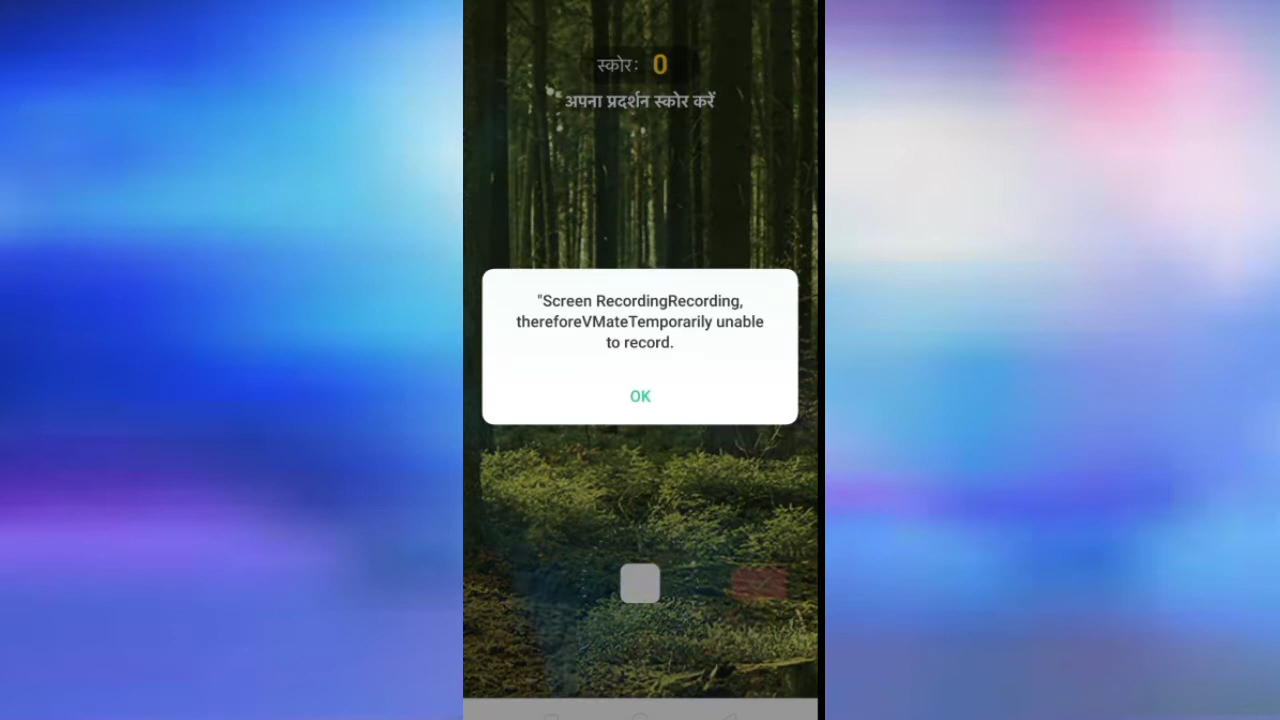 स्कोर: 0
अपना प्रदर्शन स्कोर करें
"Screen RecordingRecording,
thereforeVMateTemporarily unable
to record.
OK